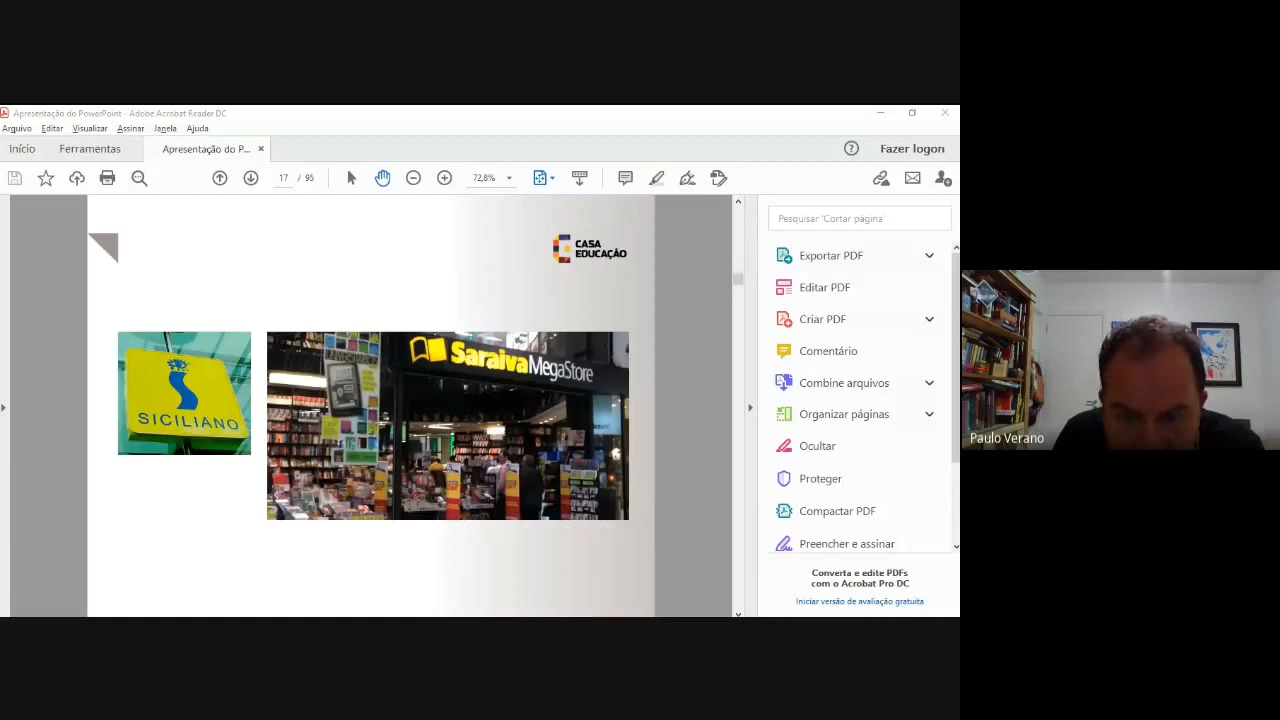 Apresentação do PowerPoint - Adobe Acrobat Reader DC
Arquivo Editar Visualizar Assinar Janela Ajuda
Início Ferramentas Apresentação do P... × Fazer logon
17 / 95 72,8%
CASA
EDUCAÇÃO
SICILIANO
Saraiva MegaStore
Pesquisar 'Cortar página'
Exportar PDF
Editar PDF
Criar PDF
Comentário
Combine arquivos
Organizar páginas
Ocultar
Proteger
Compactar PDF
Preencher e assinar
Converta e edite PDFs
com o Acrobat Pro DC
Iniciar versão de avaliação gratuita
Paulo Verano